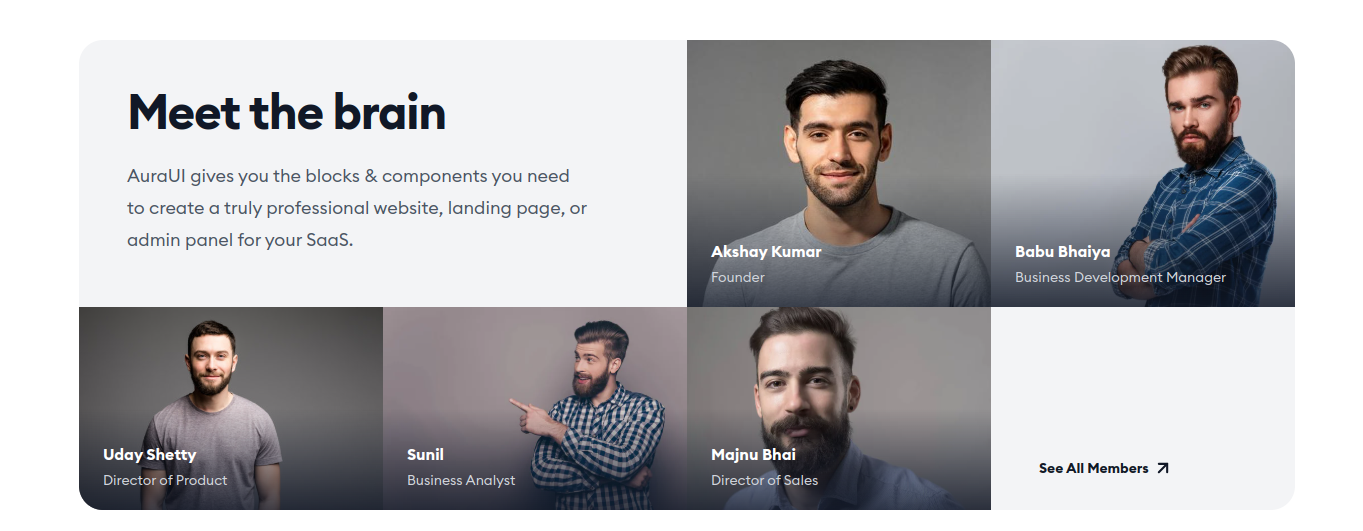 Meet the brain
AuraUI gives you the blocks & components you need
to create a truly professional website, landing page, or
admin panel for your SaaS.
Akshay Kumar
Founder
Babu Bhaiya
Business Development Manager
Uday Shetty
Director of Product
Sunil
Business Analyst
Majnu Bhai
Director of Sales
See All Members